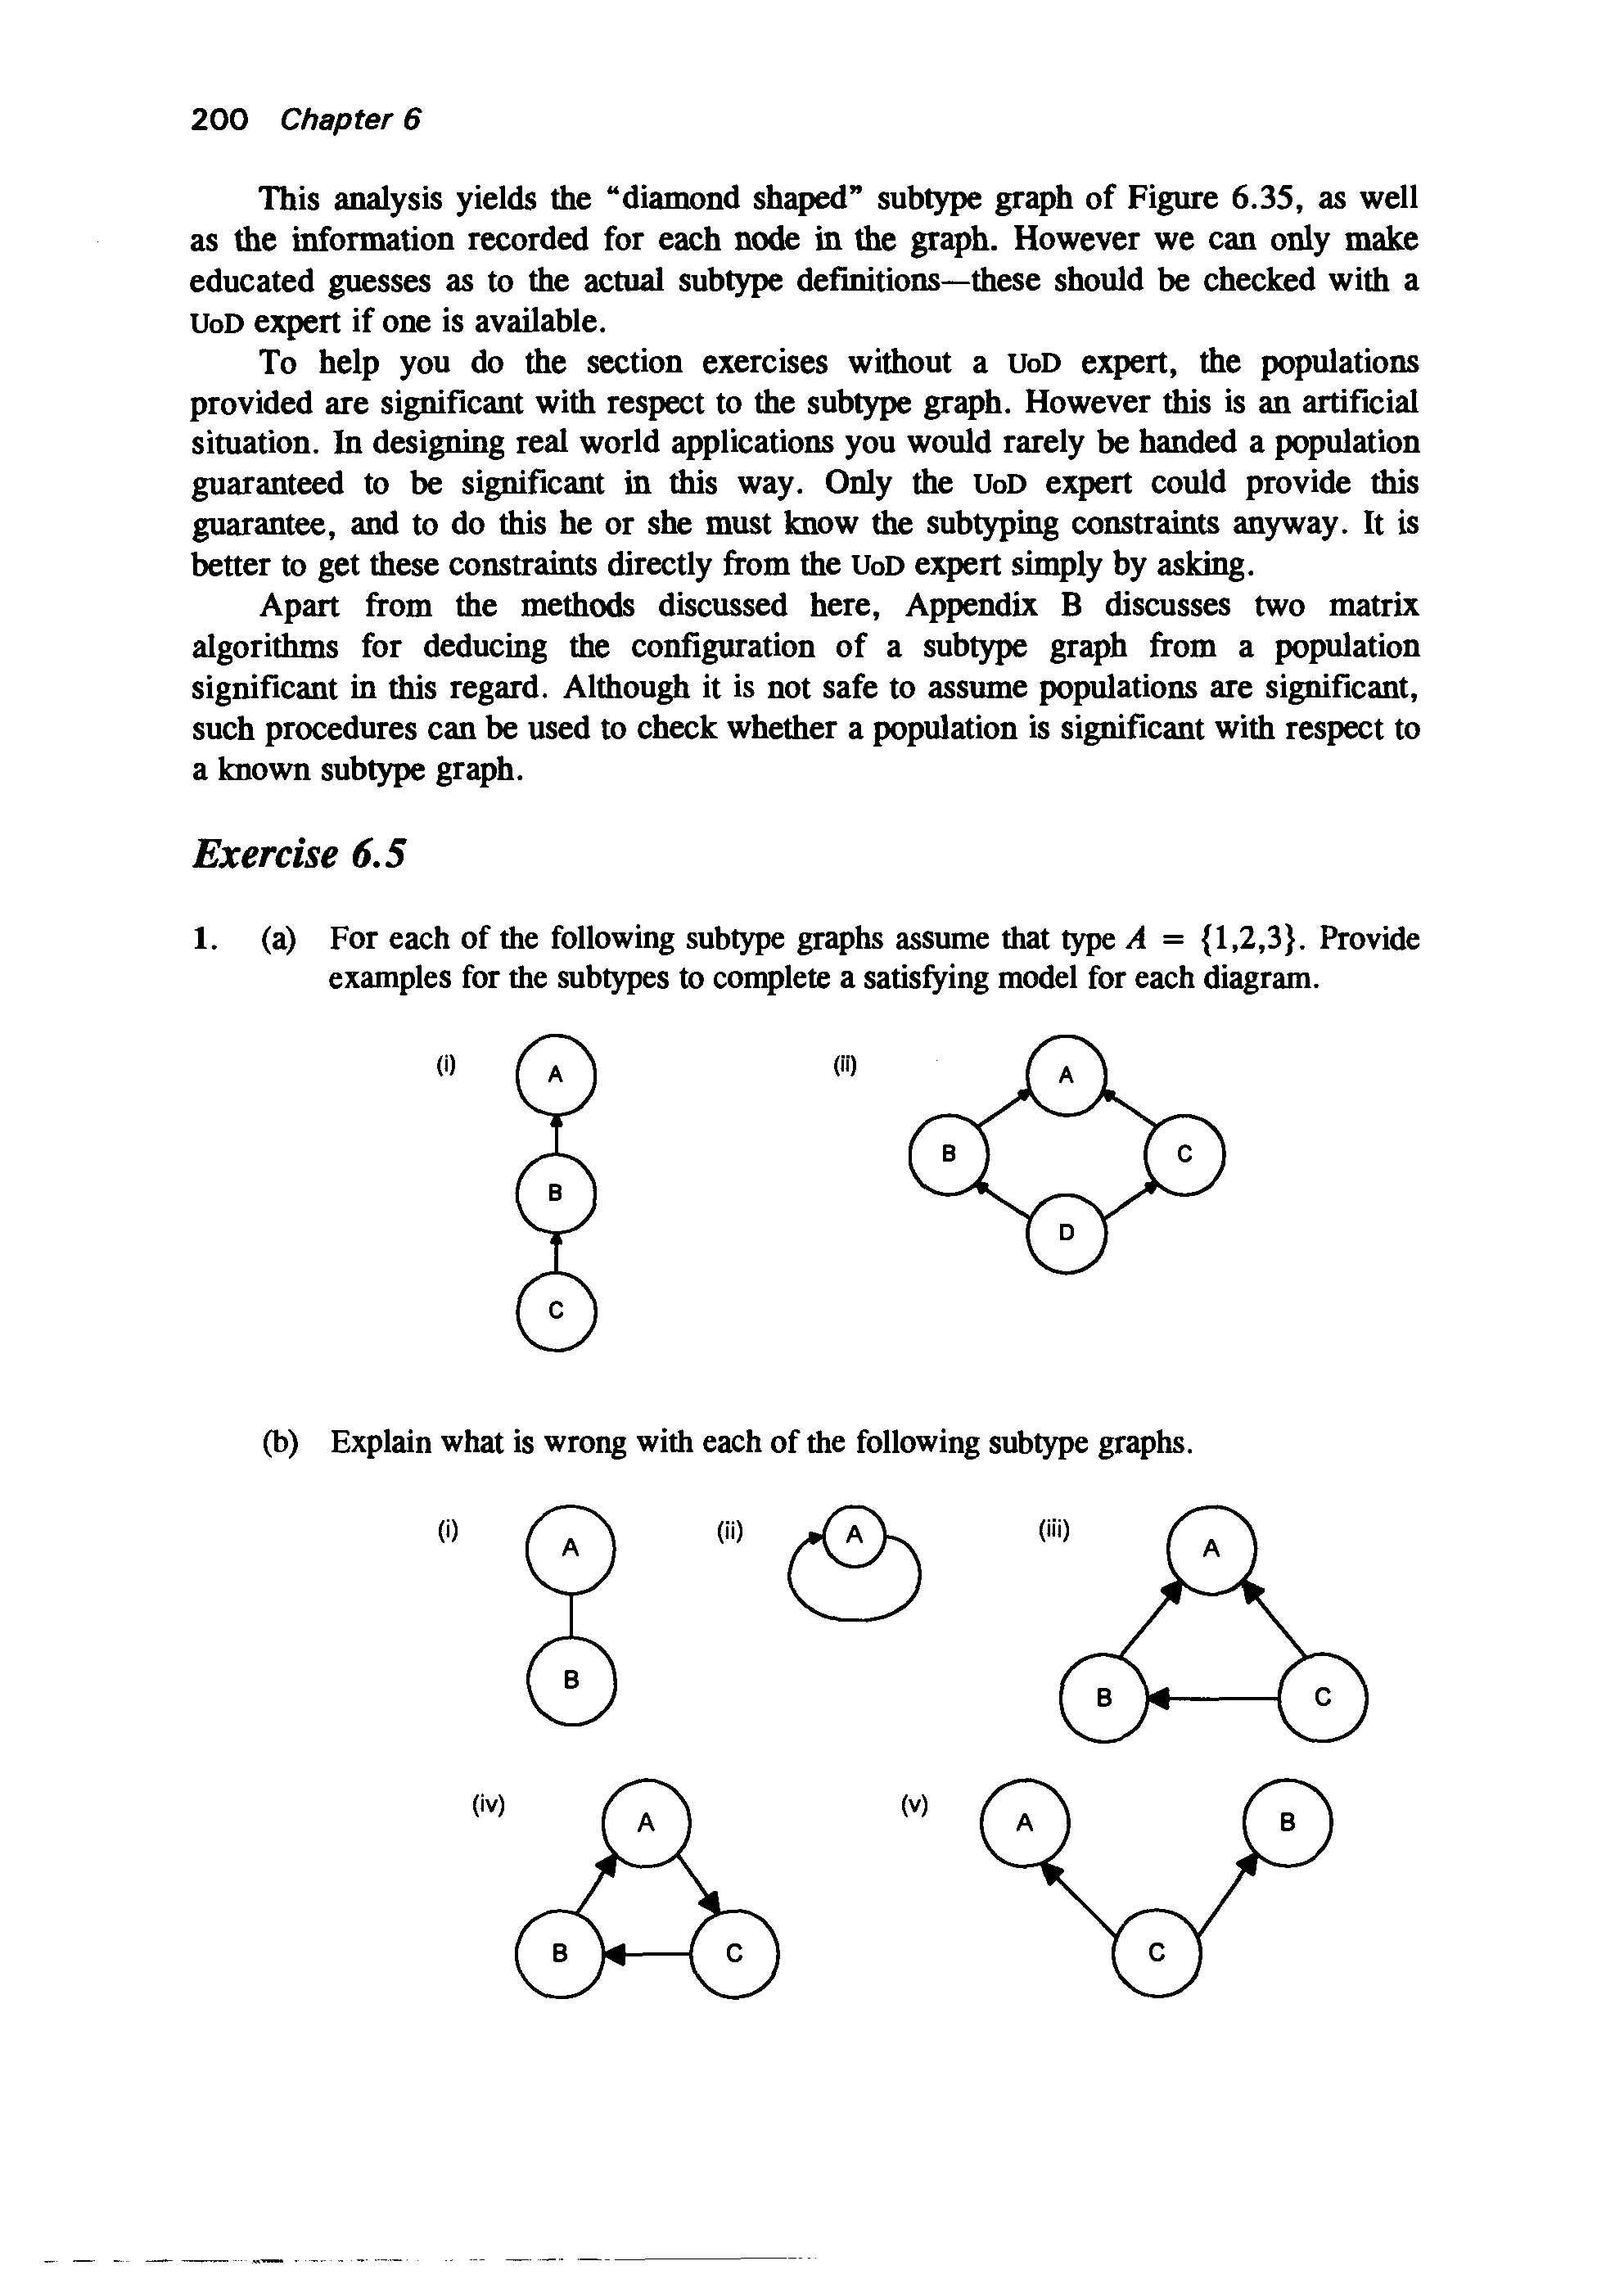 200 Chapter 6
This analysis yields the “diamond shaped” subtype graph of Figure 6.35, as well
as the information recorded for each node in the graph. However we can only make
educated guesses as to the actual subtype definitions—these should be checked with a
UoD expert if one is available.
To help you do the section exercises without a UoD expert, the populations
provided are significant with respect to the subtype graph. However this is an artificial
situation. In designing real world applications you would rarely be handed a population
guaranteed to be significant in this way. Only the UoD expert could provide this
guarantee, and to do this he or she must know the subtyping constraints anyway. It is
better to get these constraints directly from the UoD expert simply by asking.
Apart from the methods discussed here, Appendix B discusses two matrix
algorithms for deducing the configuration of a subtype graph from a population
significant in this regard. Although it is not safe to assume populations are significant,
such procedures can be used to check whether a population is significant with respect to
a known subtype graph.
Exercise 6.5
1. (a) For each of the following subtype graphs assume that type A = {1,2,3}. Provide
examples for the subtypes to complete a satisfying model for each diagram.
(i) A (ii) A
B C
B
D
C
(b) Explain what is wrong with each of the following subtype graphs.
(i) A (ii) A (iii) A
B B C
(iv) A (v) A B
B C C